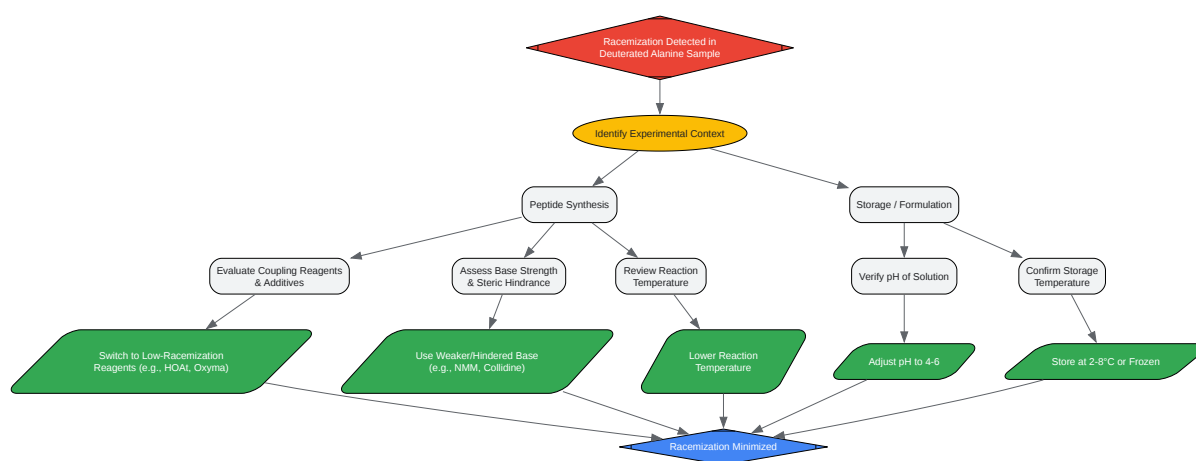 Racemization Detected in
Deuterated Alanine Sample
Identify Experimental Context
Peptide Synthesis
Storage / Formulation
Evaluate Coupling Reagents
& Additives
Assess Base Strength
& Steric Hindrance
Review Reaction
Temperature
Verify pH of Solution
Confirm Storage
Temperature
Switch to Low-Racemization
Reagents (e.g., HOAt, Oxyma)
Use Weaker/Hindered Base
(e.g., NMM, Collidine)
Lower Reaction
Temperature
Adjust pH to 4-6
Store at 2-8°C or Frozen
Racemization Minimized